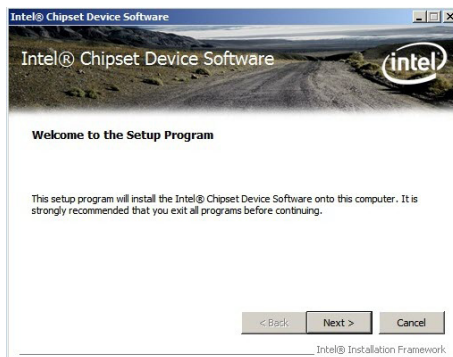 Intel® Chipset Device Software
Intel® Chipset Device Software
intel
Welcome to the Setup Program
This setup program will install the Intel® Chipset Device Software onto this computer. It is
strongly recommended that you exit all programs before continuing.
< Back Next > Cancel
Intel® Installation Framework